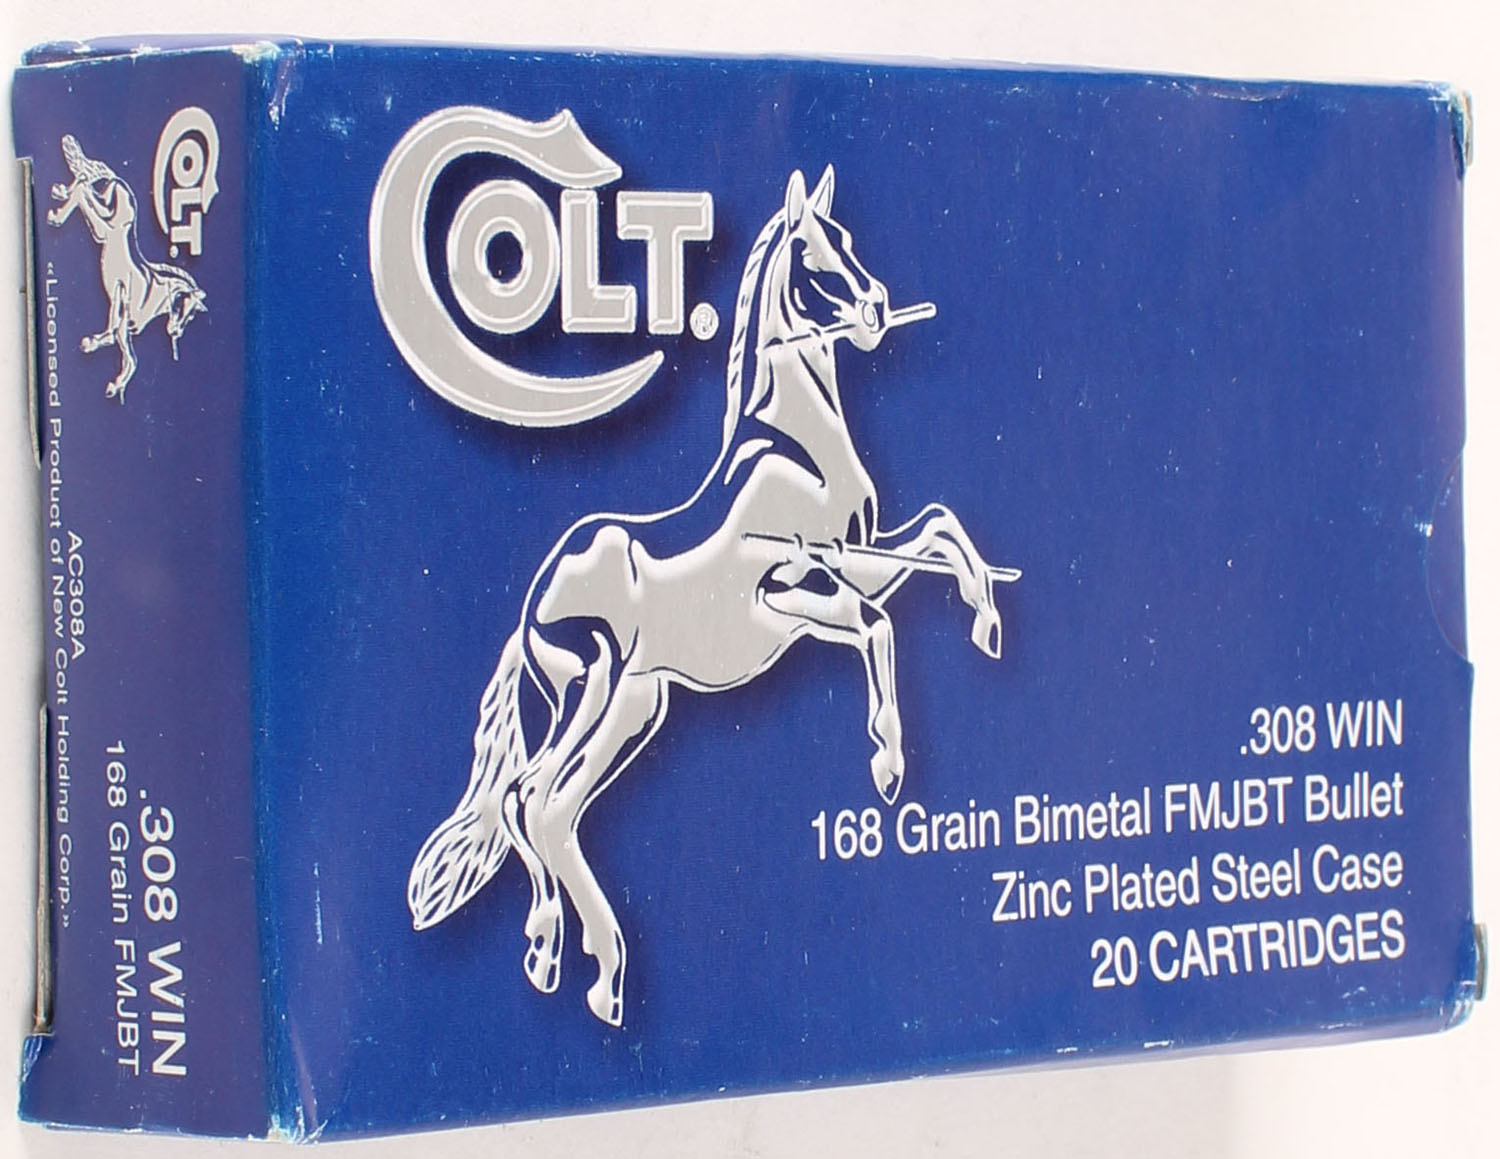 COLT®
.308 WIN
168 Grain Bimetal FMJBT Bullet
Zinc Plated Steel Case
20 CARTRIDGES
COLT®
.308 WIN
168 Grain FMJBT
AC308A
«Licensed Product of New Colt Holding Corp.»